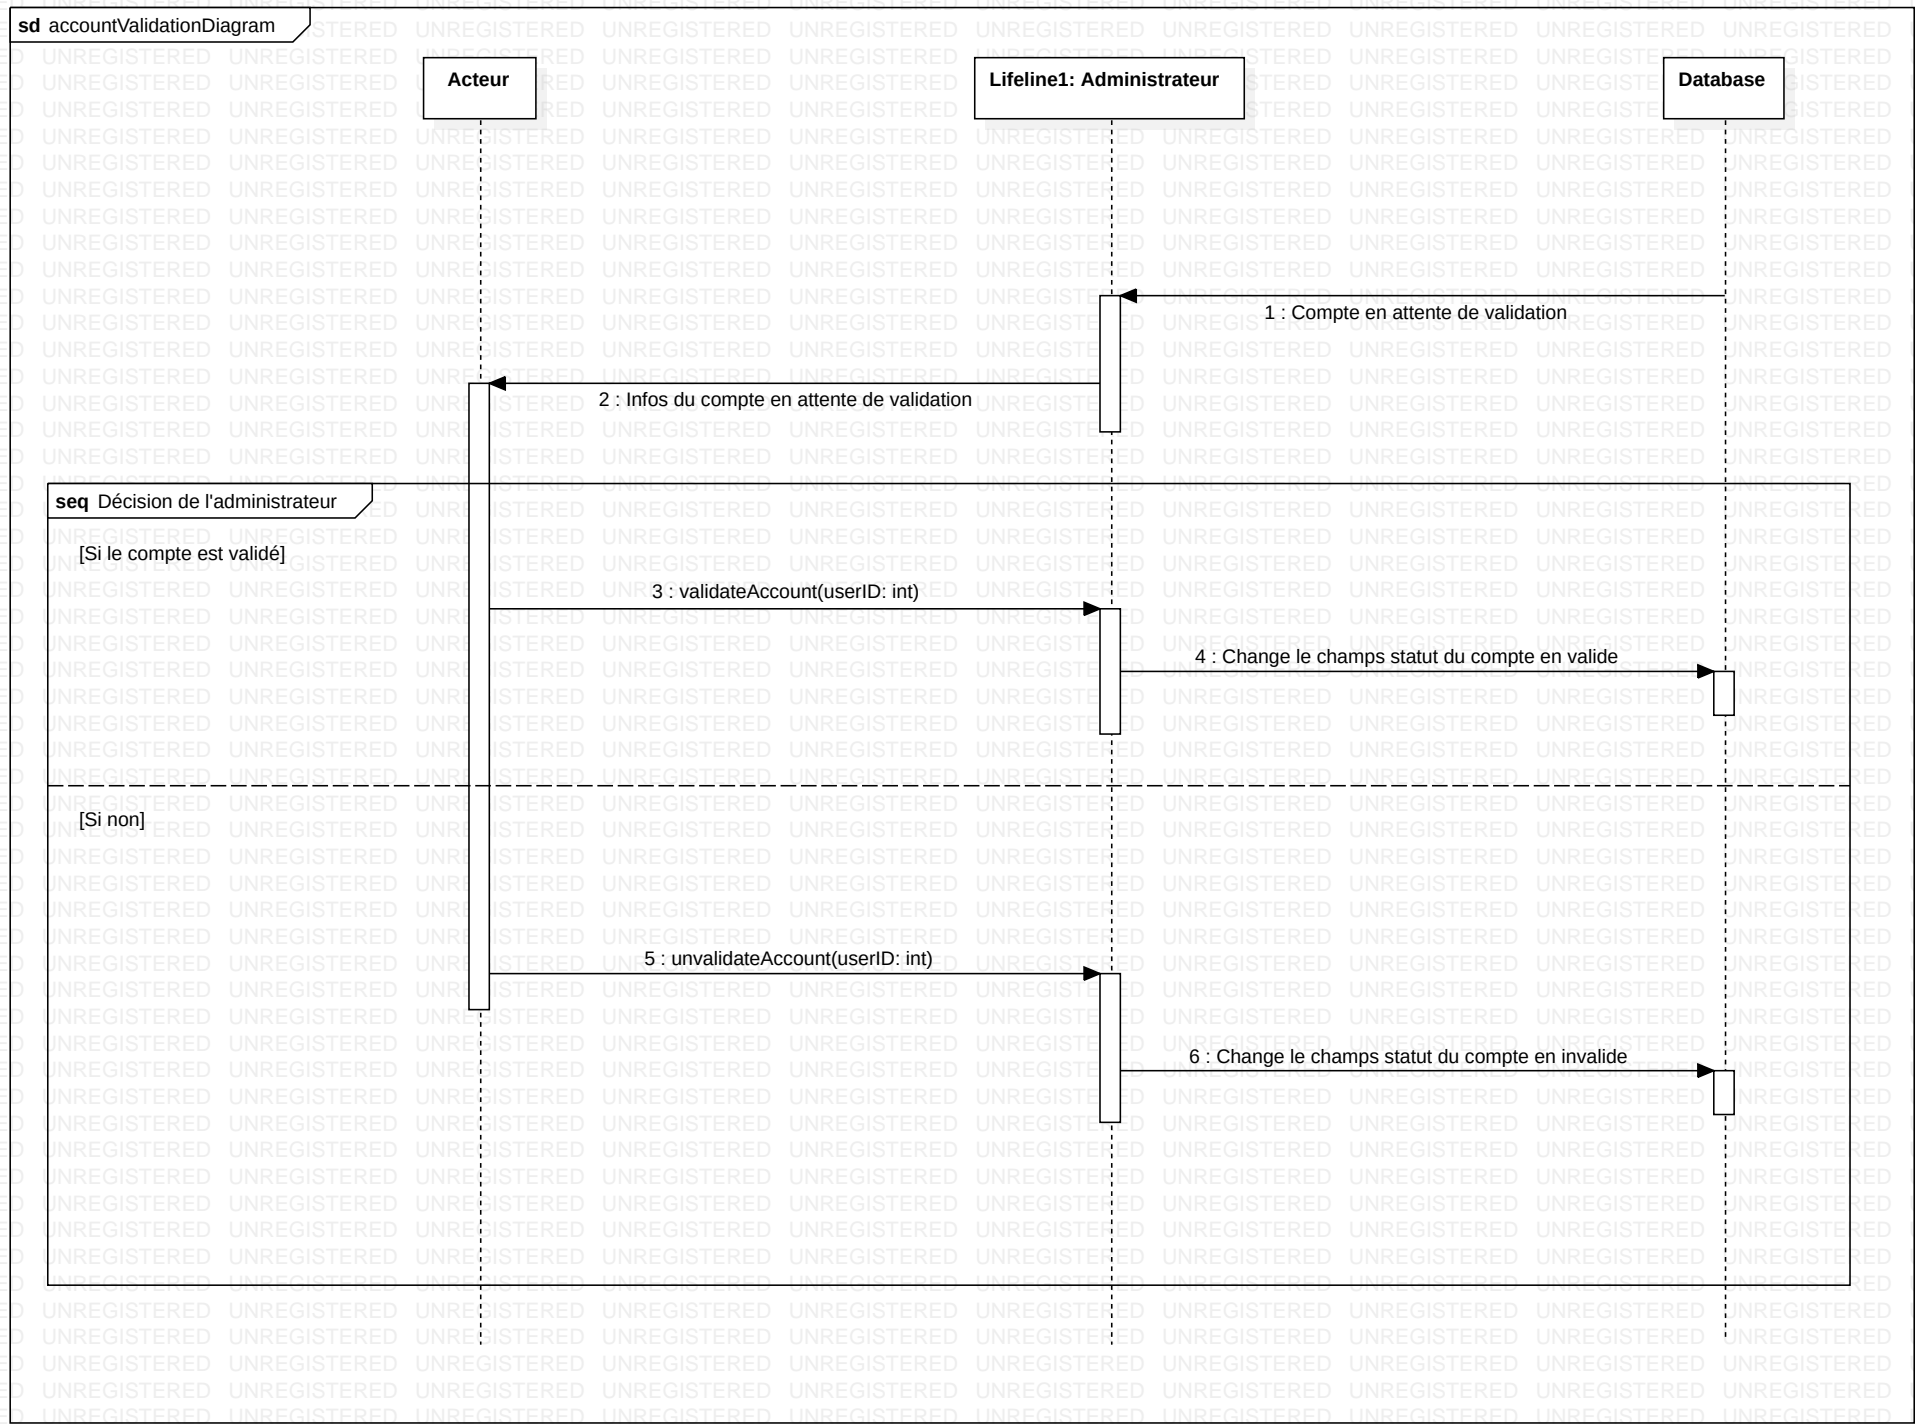 sd accountValidationDiagram
Acteur
Lifeline1: Administrateur
Database
1 : Compte en attente de validation
2 : Infos du compte en attente de validation
seq Décision de l'administrateur
[Si le compte est validé]
3 : validateAccount(userID: int)
4 : Change le champs statut du compte en valide
[Si non]
5 : unvalidateAccount(userID: int)
6 : Change le champs statut du compte en invalide
UNREGISTERED